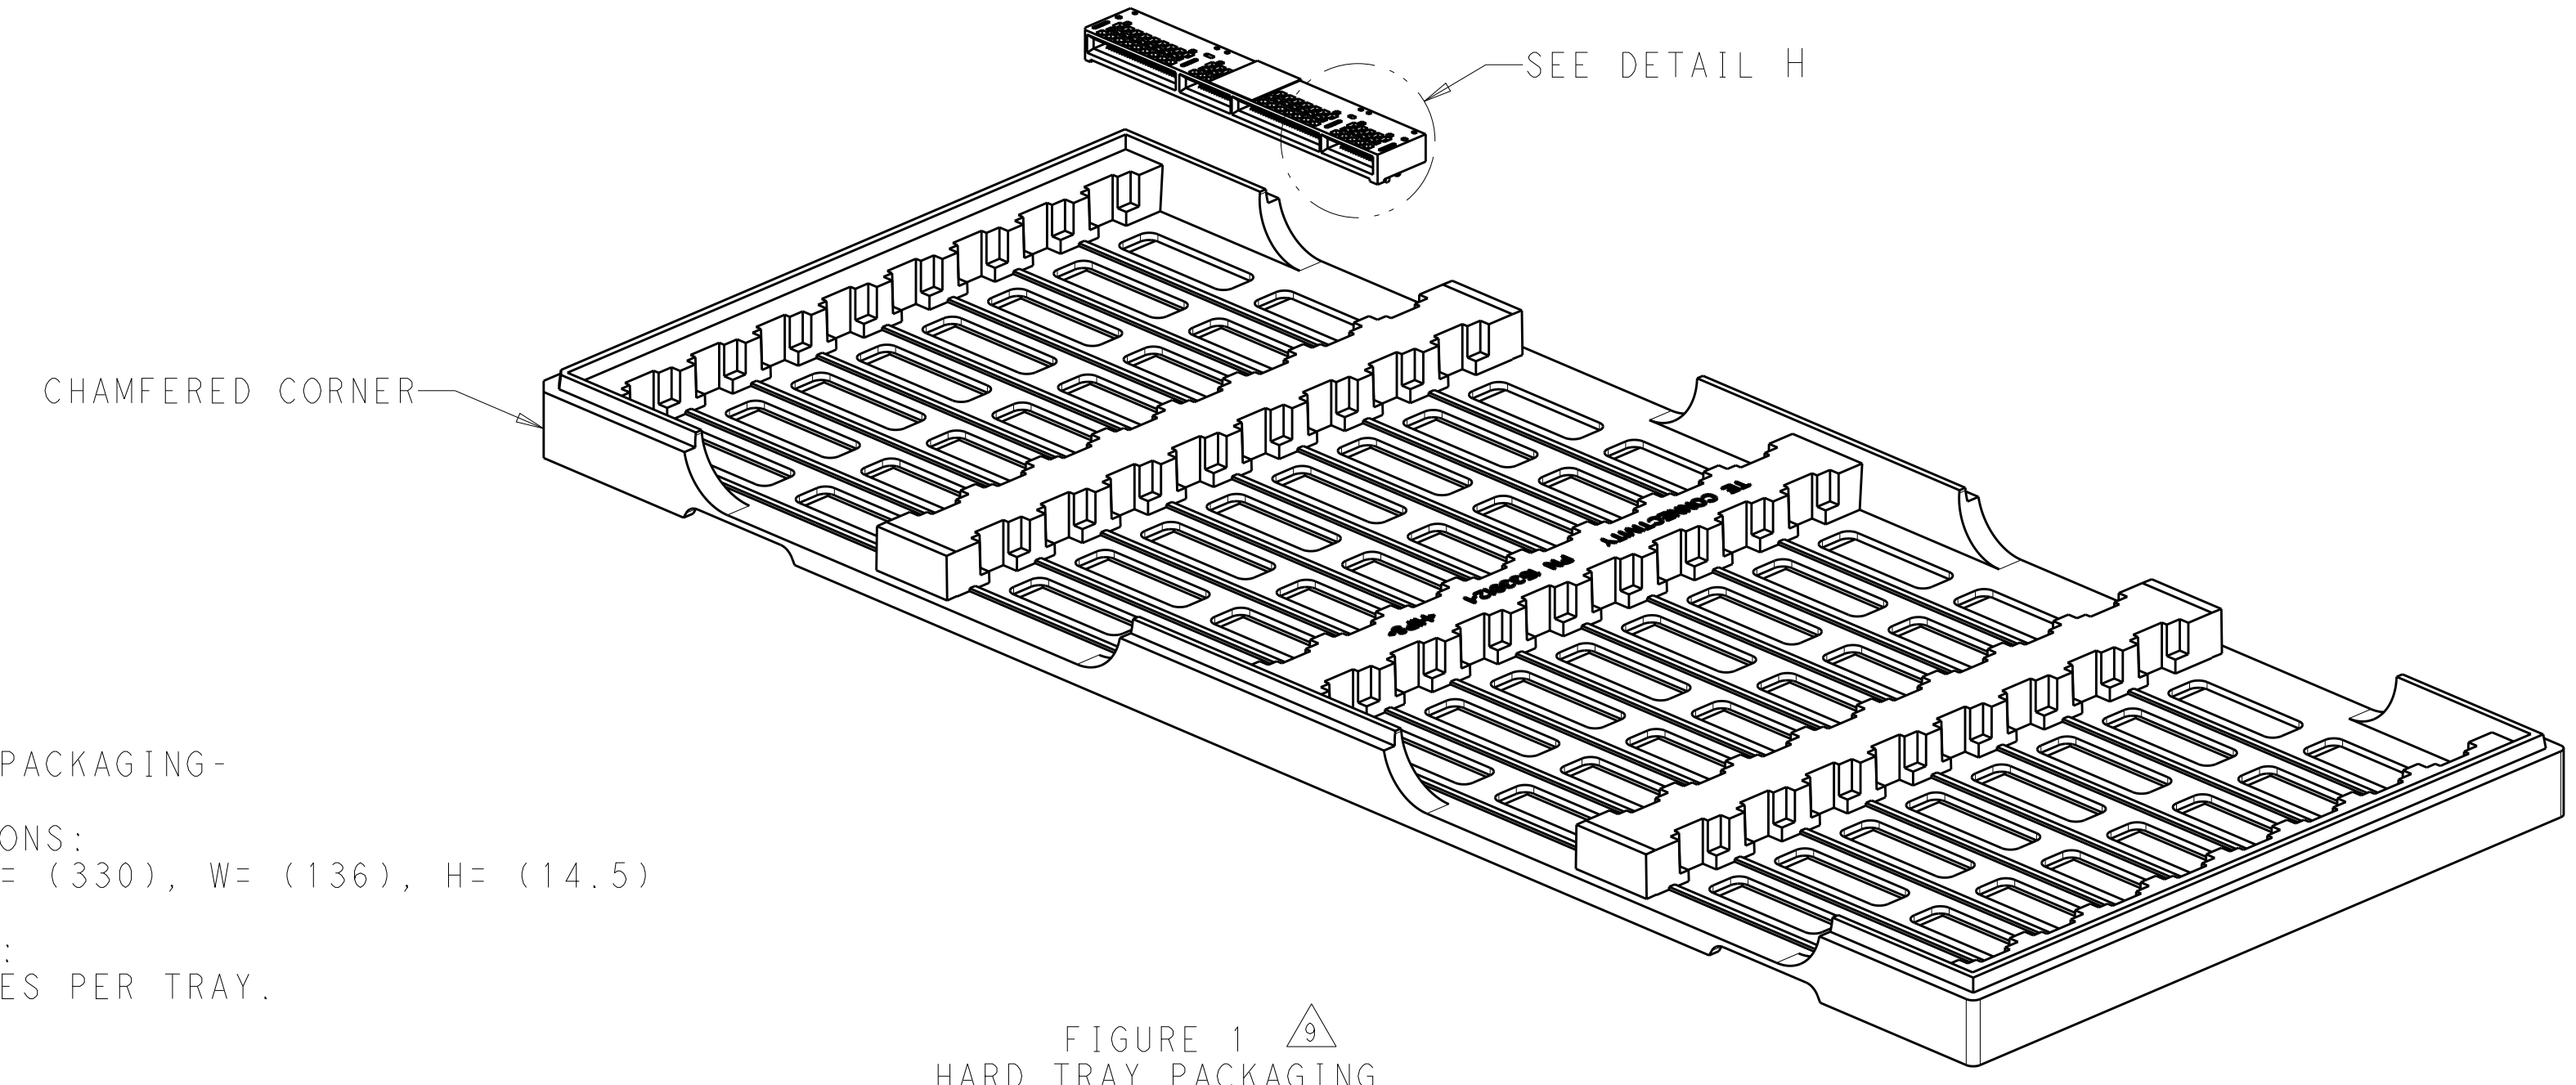 SEE DETAIL H
CHAMFERED CORNER
TE CONNECTIVITY
PN
PACKAGING-
ONS:
= (330), W= (136), H= (14.5)
:
ES PER TRAY.
FIGURE 1 9
HARD TRAY PACKAGING